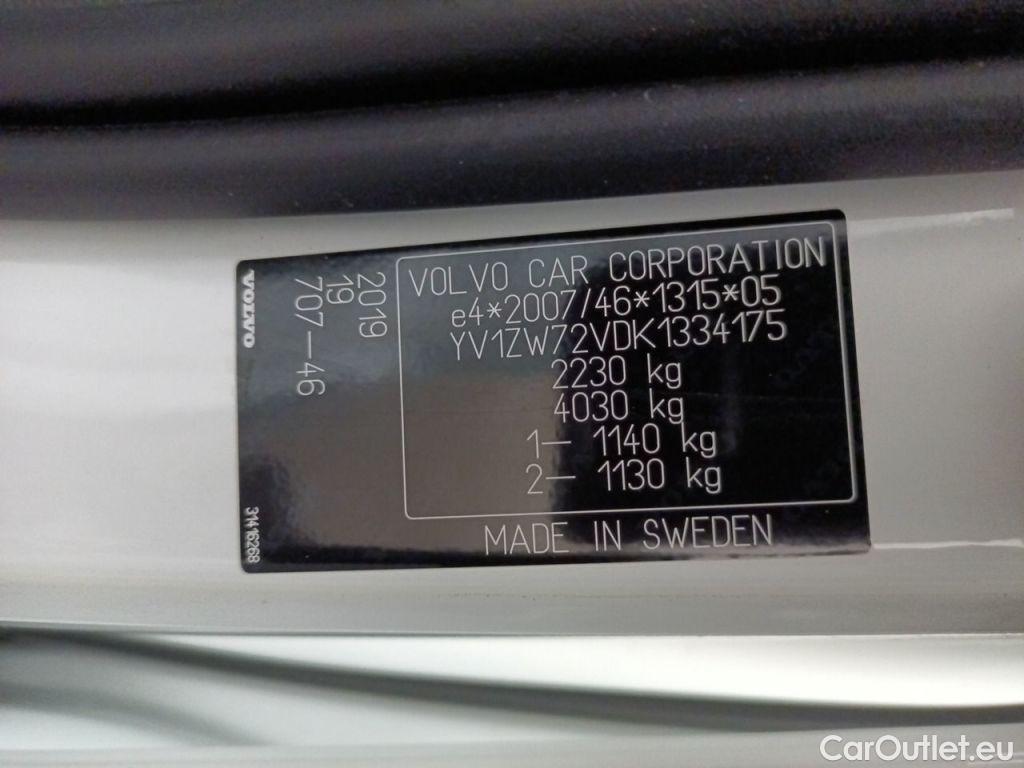 VOLVO
2019
19
707-46
31416268
VOLVO CAR CORPORATION
e4*2007/46*1315*05
YV1ZW72VDK1334175
2230 kg
4030 kg
1- 1140 kg
2- 1130 kg
MADE IN SWEDEN
CarOutlet.eu